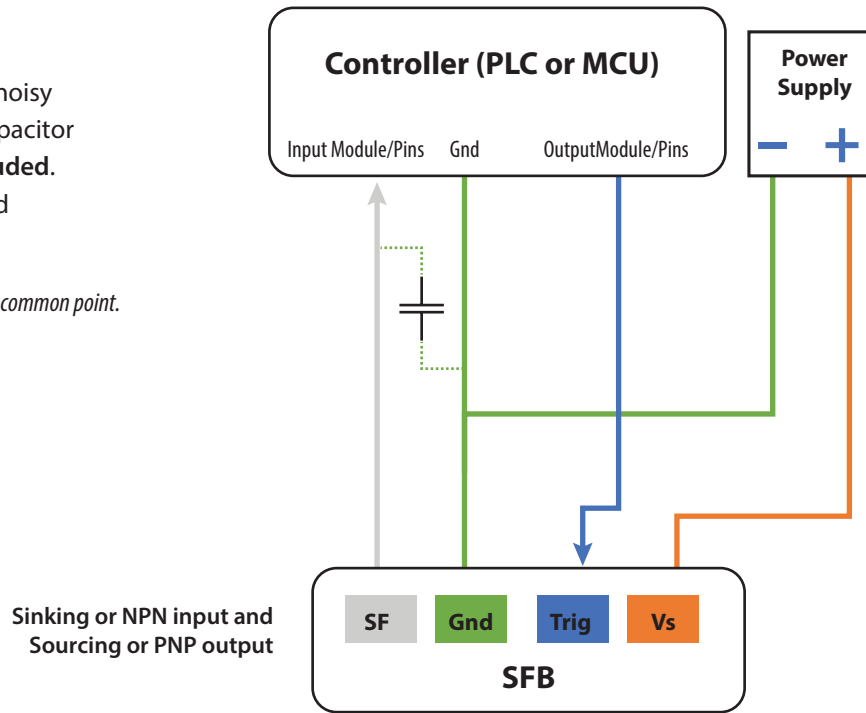 noisy
pacitor
uded.
d
common point.
Controller (PLC or MCU)
Input Module/Pins Gnd OutputModule/Pins
Power
Supply
− +
Sinking or NPN input and
Sourcing or PNP output
SF Gnd Trig Vs
SFB